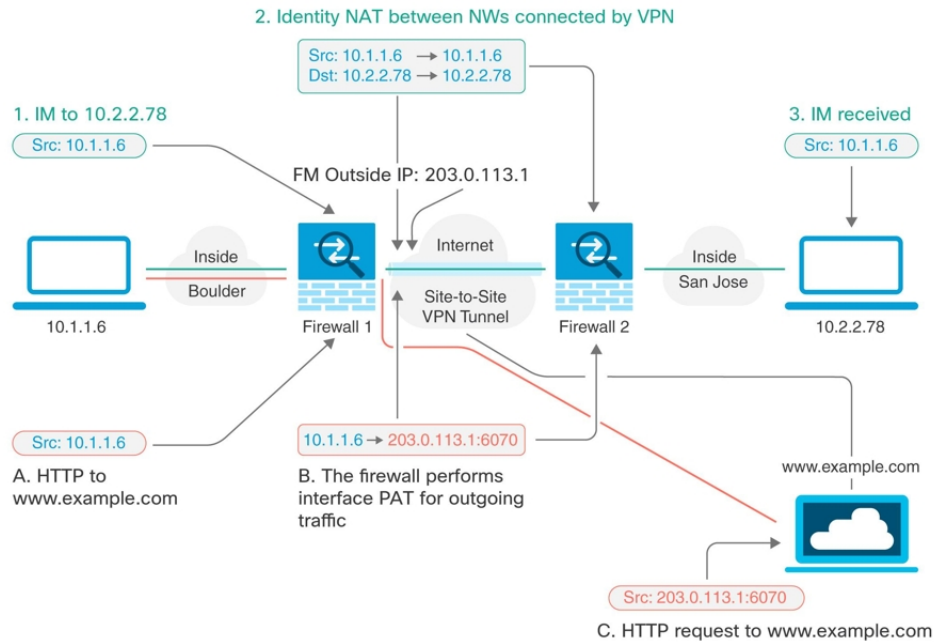 2. Identity NAT between NWs connected by VPN
Src: 10.1.1.6 → 10.1.1.6
Dst: 10.2.2.78 → 10.2.2.78
1. IM to 10.2.2.78
Src: 10.1.1.6
3. IM received
Src: 10.1.1.6
FM Outside IP: 203.0.113.1
Inside
Boulder
Internet
Site-to-Site
VPN Tunnel
Inside
San Jose
10.1.1.6
Firewall 1
Firewall 2
10.2.2.78
Src: 10.1.1.6
A. HTTP to
www.example.com
10.1.1.6 → 203.0.113.1:6070
B. The firewall performs
interface PAT for outgoing
traffic
www.example.com
Src: 203.0.113.1:6070
C. HTTP request to www.example.com